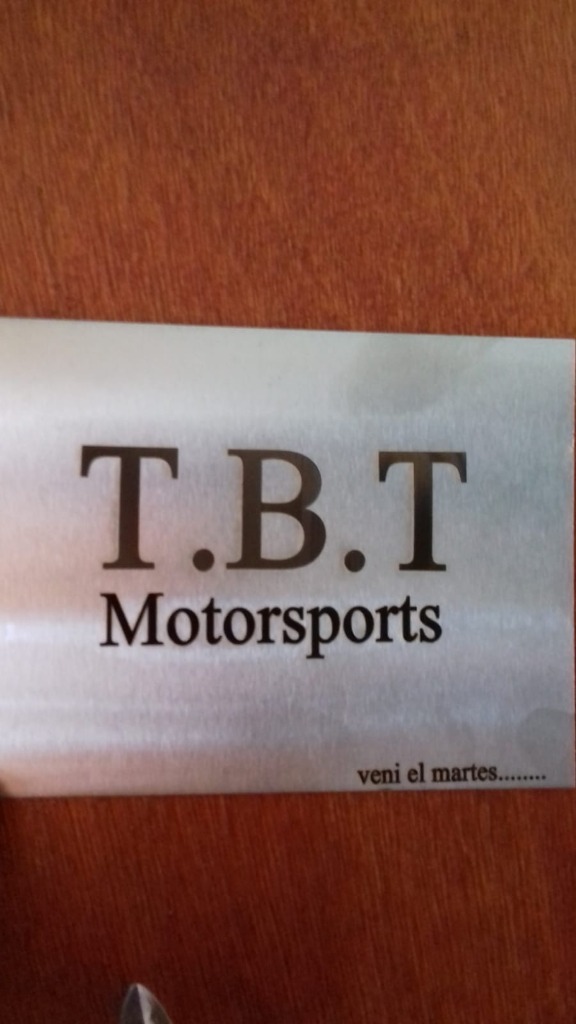 T.B.T
Motorsports
veni el martes........